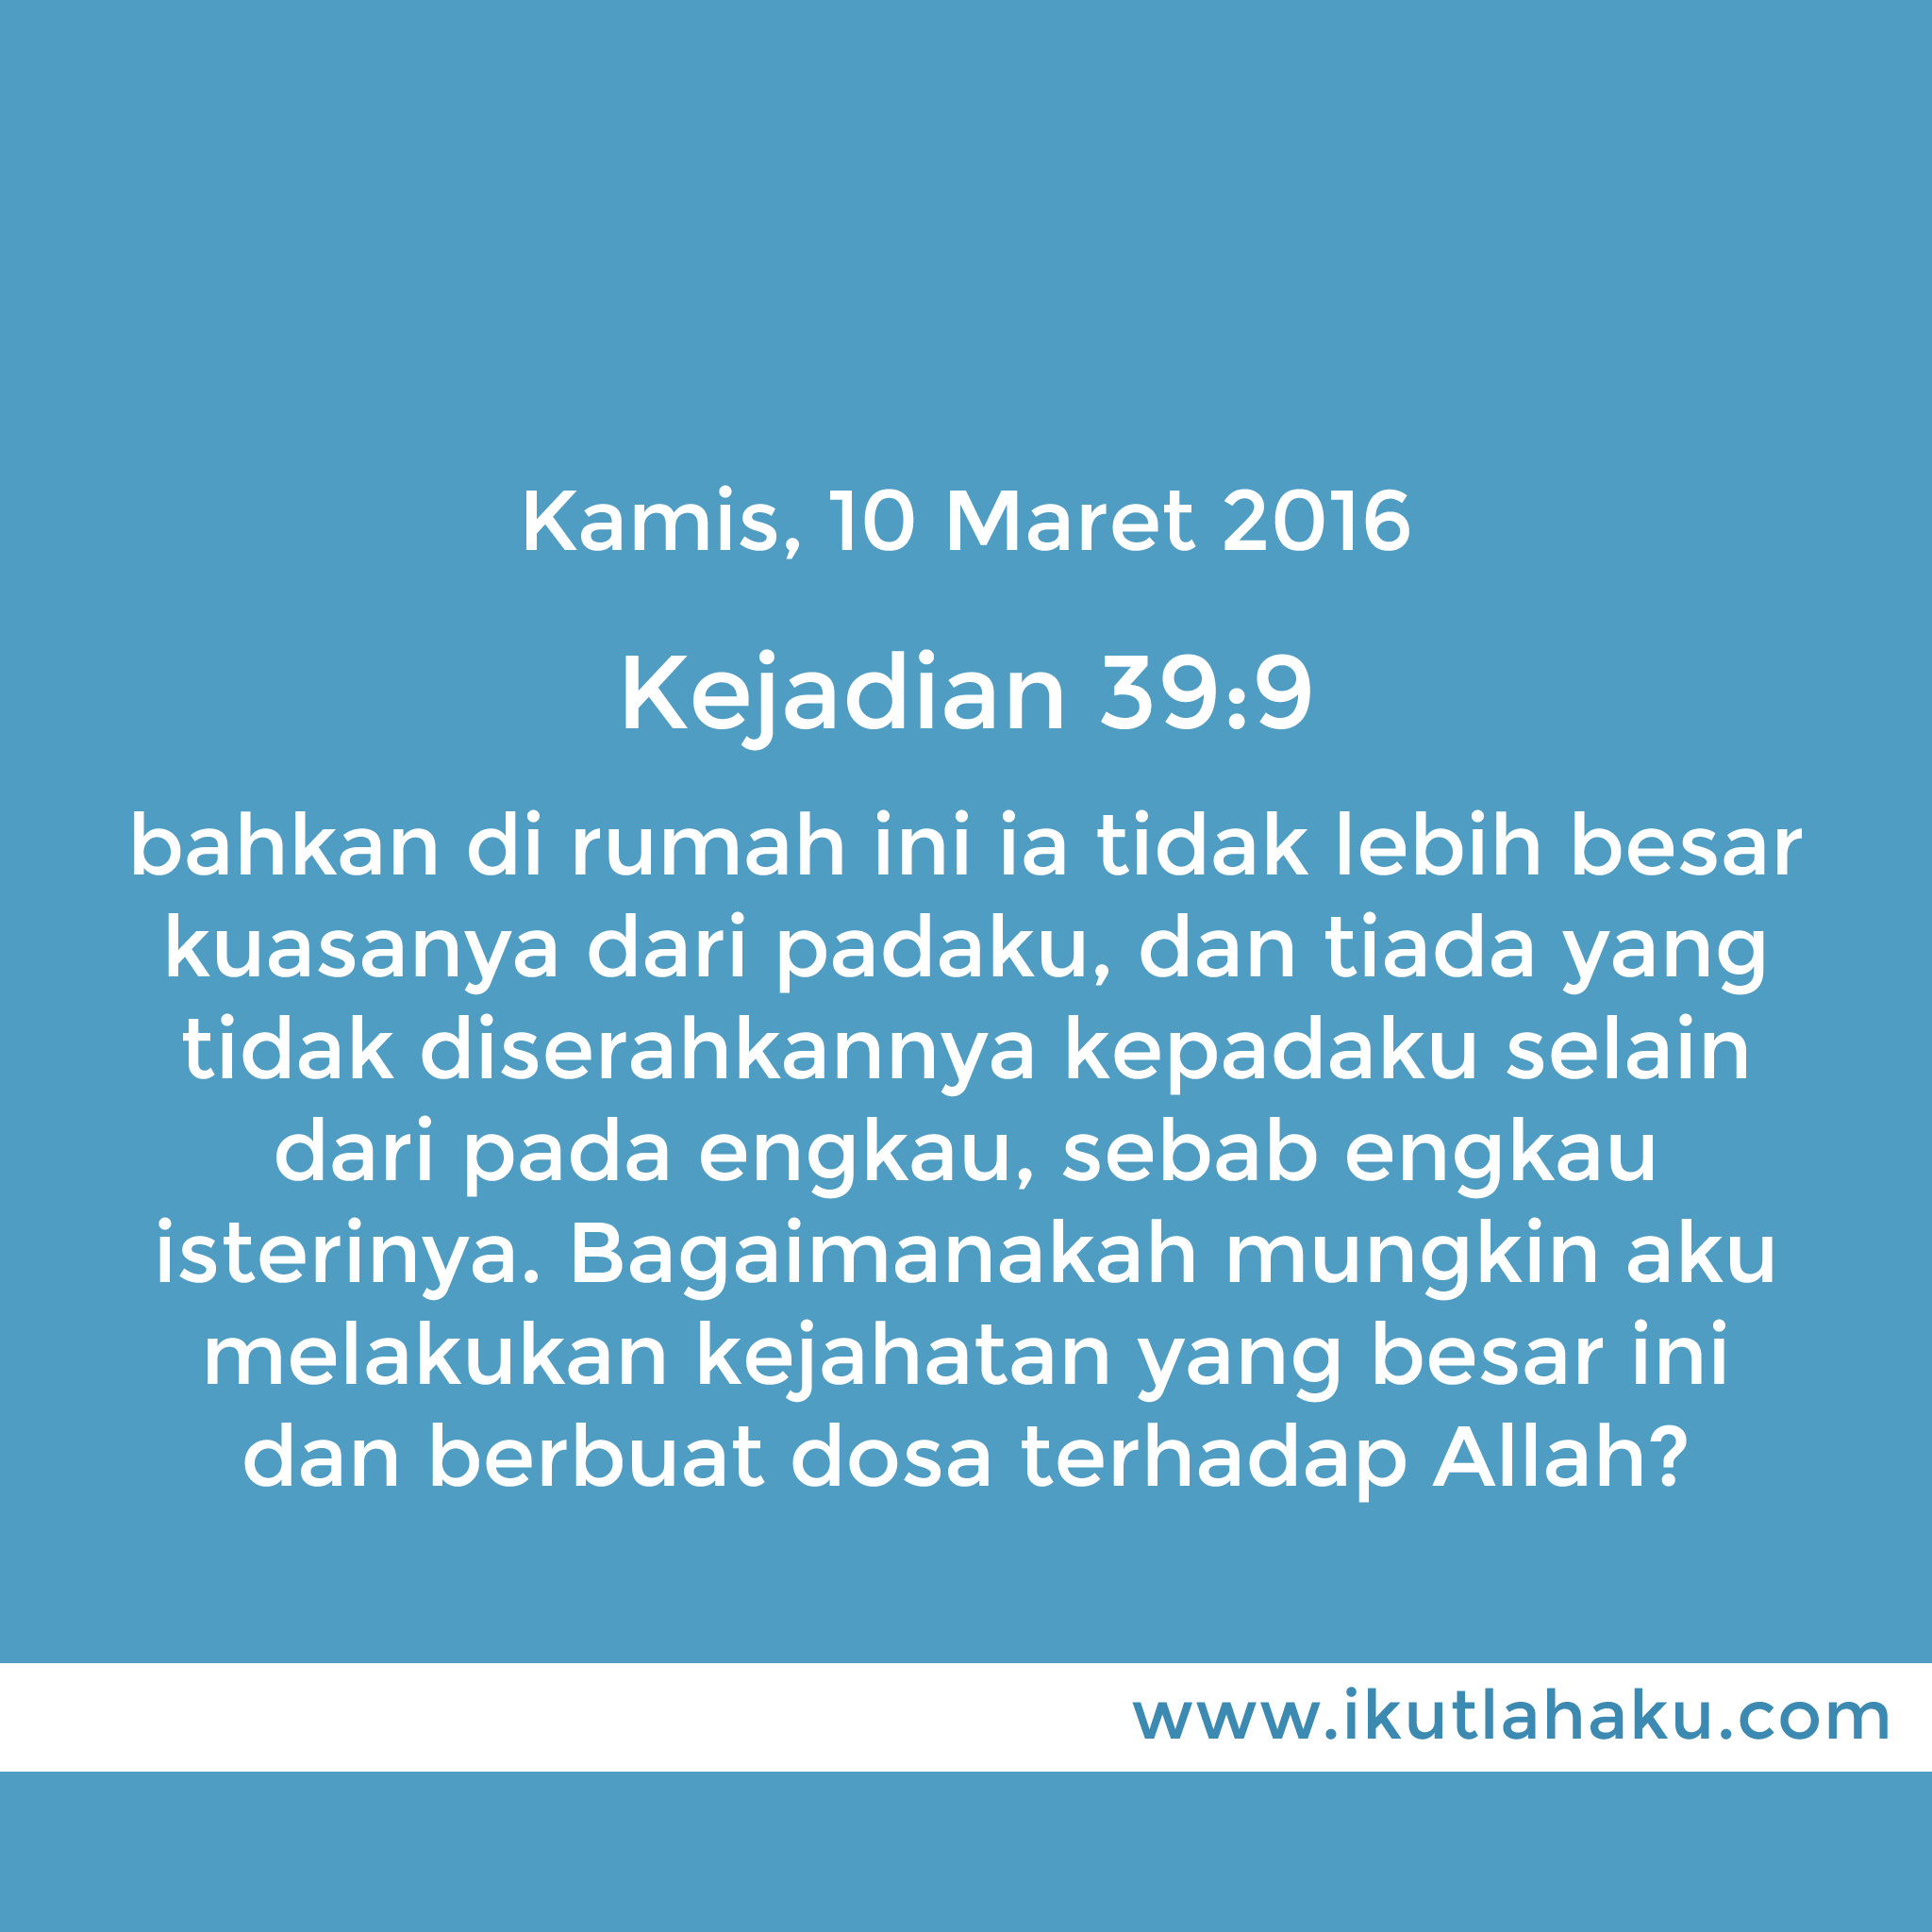 Kamis, 10 Maret 2016
Kejadian 39:9
bahkan di rumah ini ia tidak lebih besar
kuasanya dari padaku, dan tiada yang
tidak diserahkannya kepadaku selain
dari pada engkau, sebab engkau
isterinya. Bagaimanakah mungkin aku
melakukan kejahatan yang besar ini
dan berbuat dosa terhadap Allah?
www.ikutlahaku.com